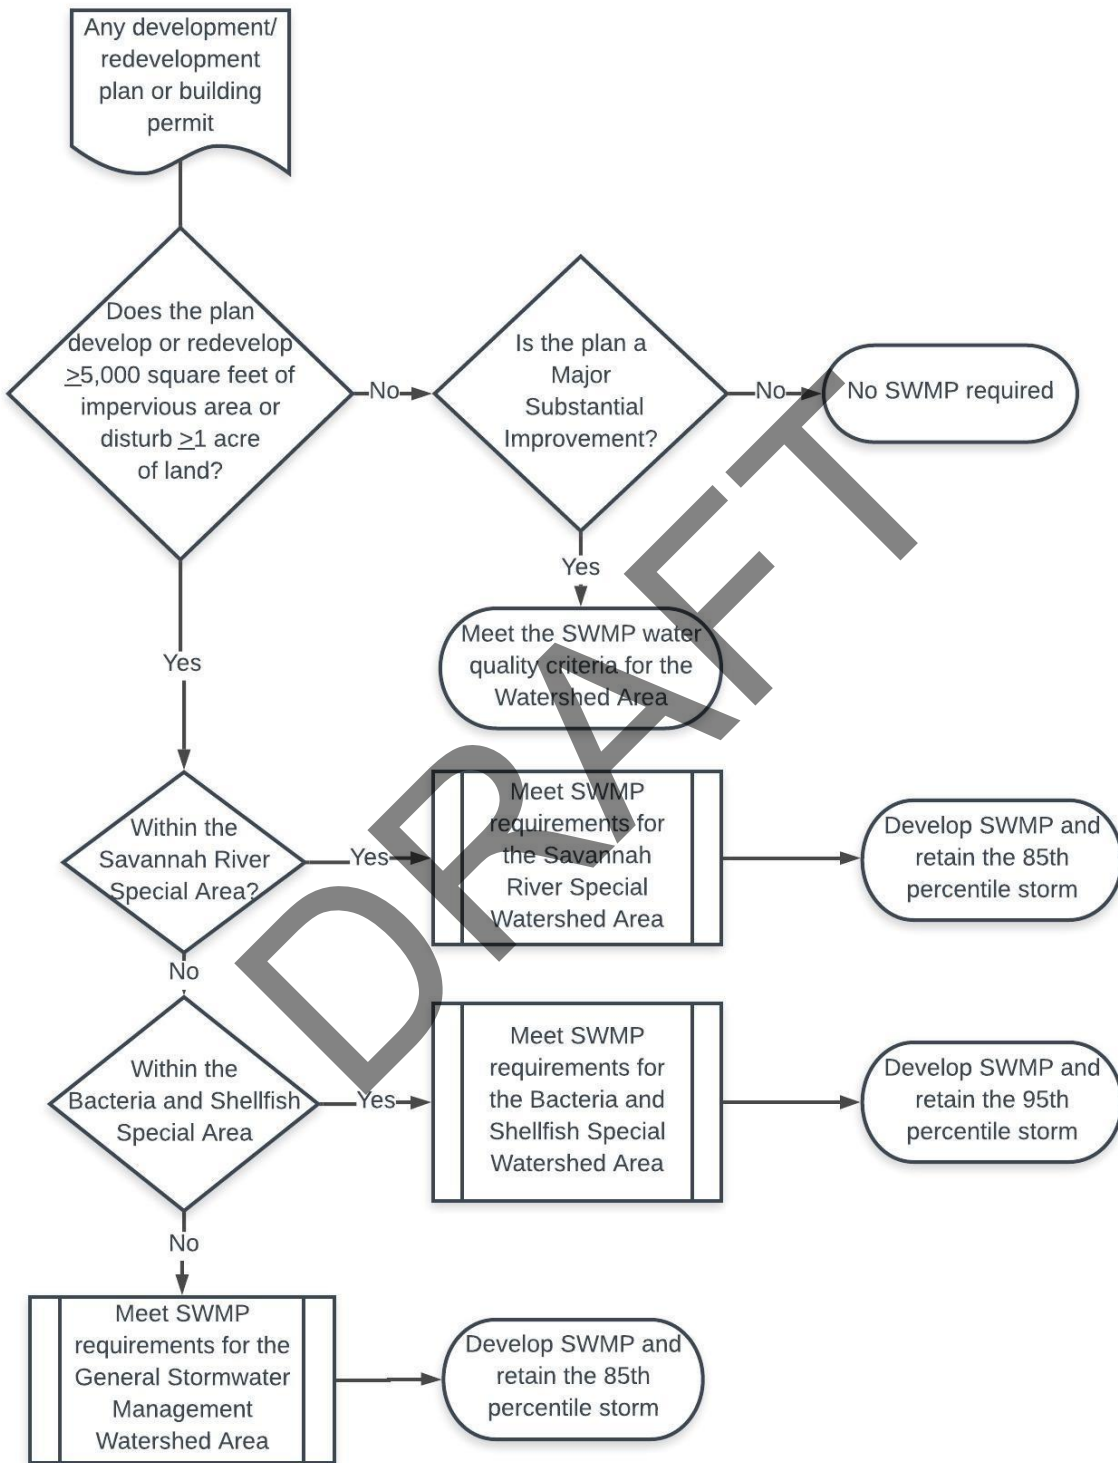 Any development/
redevelopment
plan or building
permit
Does the plan
develop or redevelop
≥5,000 square feet of
impervious area or
disturb ≥1 acre
of land?
No
Is the plan a
Major
Substantial
Improvement?
No
No SWMP required
Yes
Meet the SWMP water
quality criteria for the
Watershed Area
Yes
Within the
Savannah River
Special Area?
Yes
Meet SWMP
requirements for
the Savannah
River Special
Watershed Area
Develop SWMP and
retain the 85th
percentile storm
No
Within the
Bacteria and Shellfish
Special Area
Yes
Meet SWMP
requirements for
the Bacteria and
Shellfish Special
Watershed Area
Develop SWMP and
retain the 95th
percentile storm
No
Meet SWMP
requirements for the
General Stormwater
Management
Watershed Area
Develop SWMP and
retain the 85th
percentile storm
DRAFT